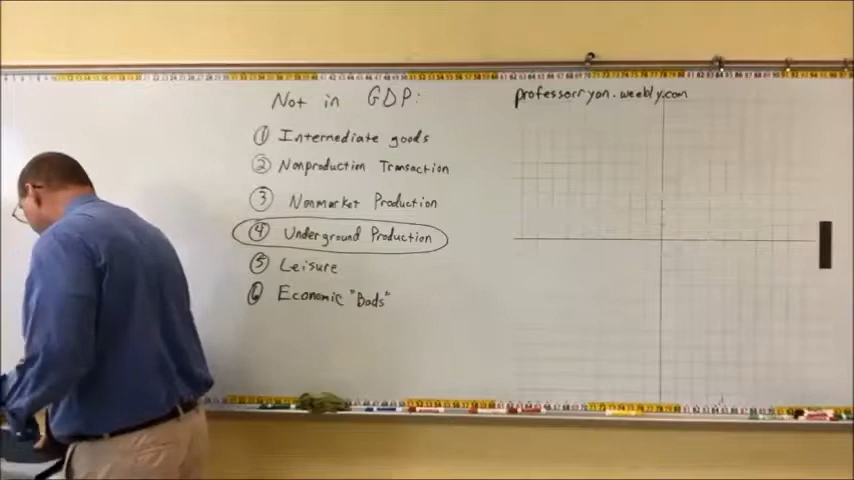 Not in GDP:
① Intermediate goods
② Nonproduction Transaction
③ Nonmarket Production
④ Underground Production
⑤ Leisure
⑥ Economic "Bads"
professorryan.weebly.com